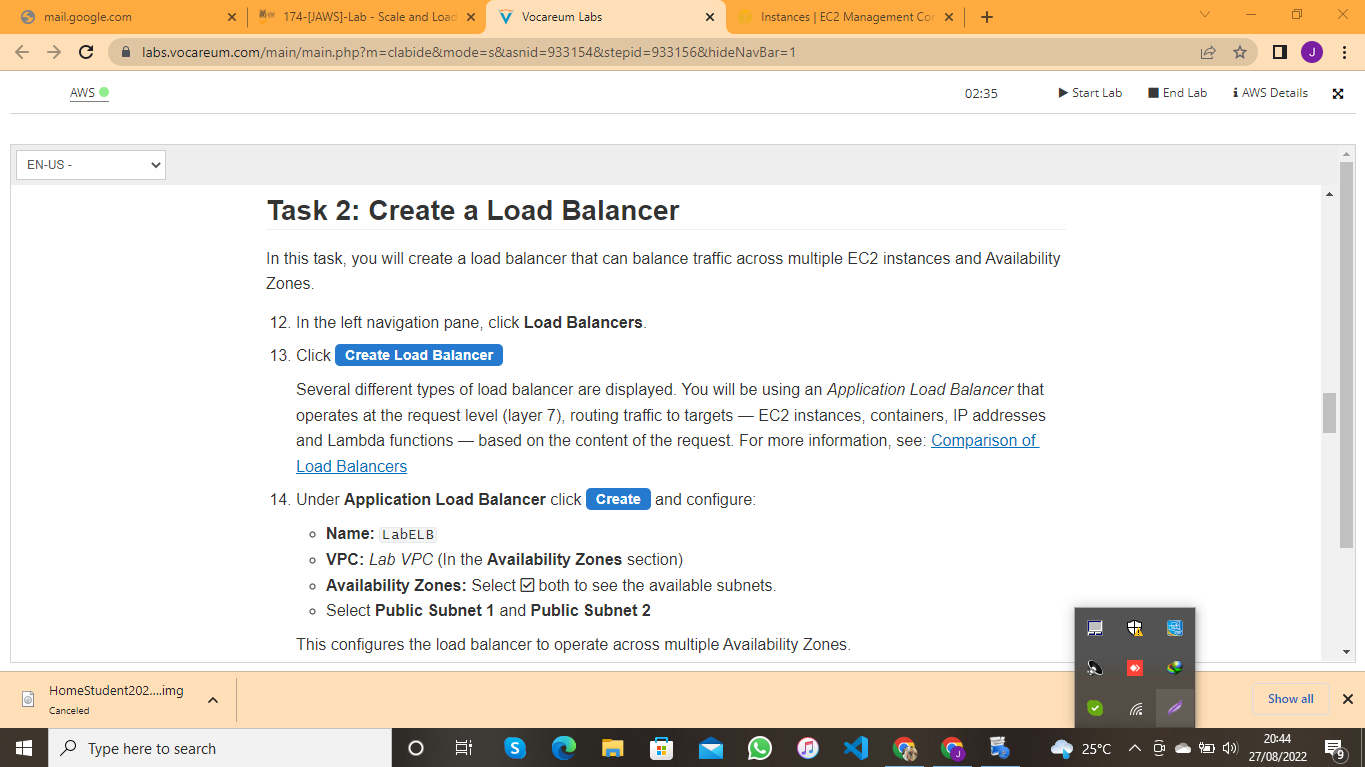 mail.google.com
174-[JAWS]-Lab - Scale and Load
Vocareum Labs
Instances | EC2 Management Con
labs.vocareum.com/main/main.php?m=clabide&mode=s&asnid=933154&stepid=933156&hideNavBar=1
J
AWS
02:35
Start Lab
End Lab
AWS Details
EN-US -
Task 2: Create a Load Balancer
In this task, you will create a load balancer that can balance traffic across multiple EC2 instances and Availability
Zones.
12. In the left navigation pane, click Load Balancers.
13. Click Create Load Balancer
Several different types of load balancer are displayed. You will be using an Application Load Balancer that
operates at the request level (layer 7), routing traffic to targets — EC2 instances, containers, IP addresses
and Lambda functions — based on the content of the request. For more information, see: Comparison of
Load Balancers
14. Under Application Load Balancer click Create and configure:
Name: LabELB
VPC: Lab VPC (In the Availability Zones section)
Availability Zones: Select both to see the available subnets.
Select Public Subnet 1 and Public Subnet 2
This configures the load balancer to operate across multiple Availability Zones.
HomeStudent202....img
Canceled
Show all
Type here to search
25°C
20:44
27/08/2022
9